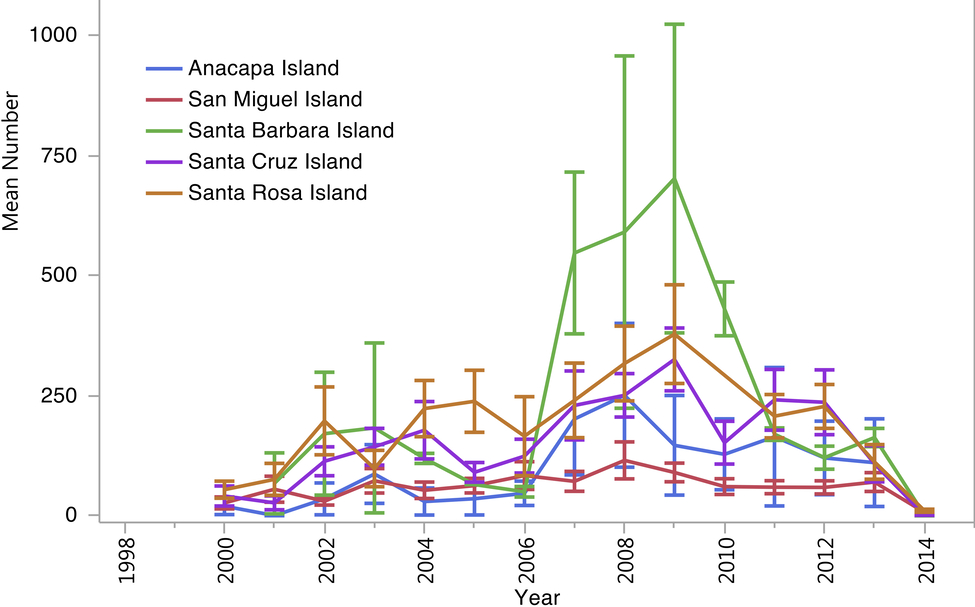 1000
750
500
250
0
Mean Number
Anacapa Island
San Miguel Island
Santa Barbara Island
Santa Cruz Island
Santa Rosa Island
1998
2000
2002
2004
2006
2008
2010
2012
2014
Year